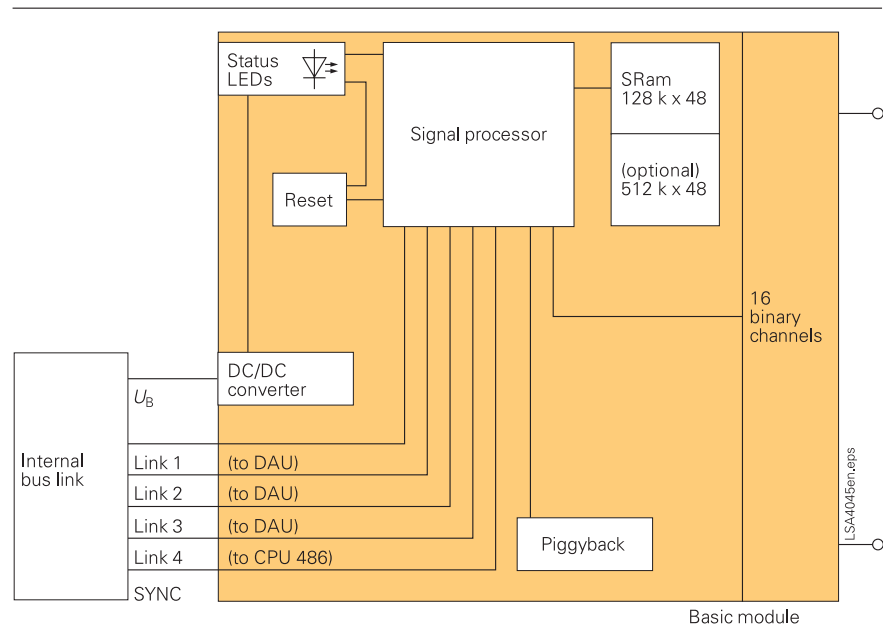 Status
LEDs
Signal processor
SRam
128 k x 48
(optional)
512 k x 48
Reset
16
binary
channels
DC/DC
converter
U_B
Internal
bus link
Link 1 (to DAU)
Link 2 (to DAU)
Link 3 (to DAU)
Link 4 (to CPU 486)
SYNC
Piggyback
LSA4045en.eps
Basic module